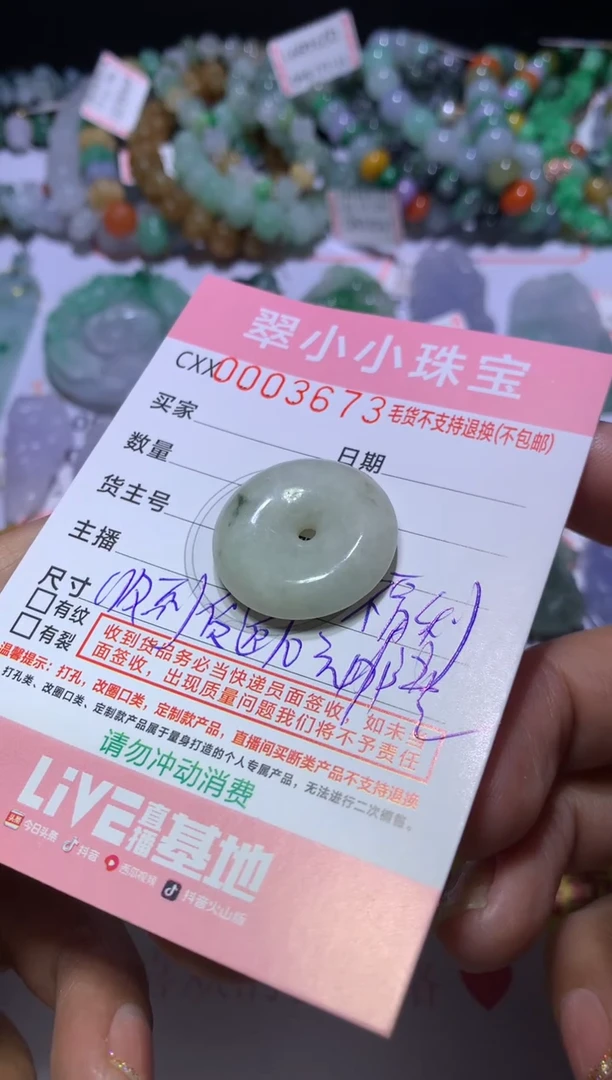 翠小小珠宝
CXX0003673 毛货不支持退换(不包邮)
买家 日期
数量
货主号
主播
尺寸
有纹
有裂
收到货品务必当快递员面签收，如未当
面签收，出现质量问题我们将不予责任
温馨提示：打孔，改圈口类，定制款产品，直播间买断类产品不支持退换
打孔类、改圈口类、定制款产品属于量身打造的个人专属产品，无法进行二次销售。
请勿冲动消费
LiVE直播基地
头条 今日头条 抖音 西瓜视频 抖音火山版